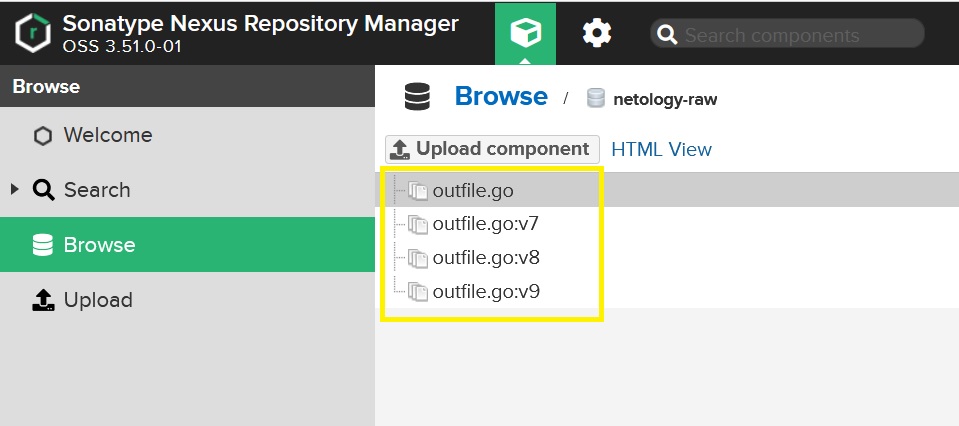 Sonatype Nexus Repository Manager
OSS 3.51.0-01
Search components
Browse
Welcome
Search
Browse
Upload
Browse / netology-raw
Upload component HTML View
outfile.go
outfile.go:v7
outfile.go:v8
outfile.go:v9